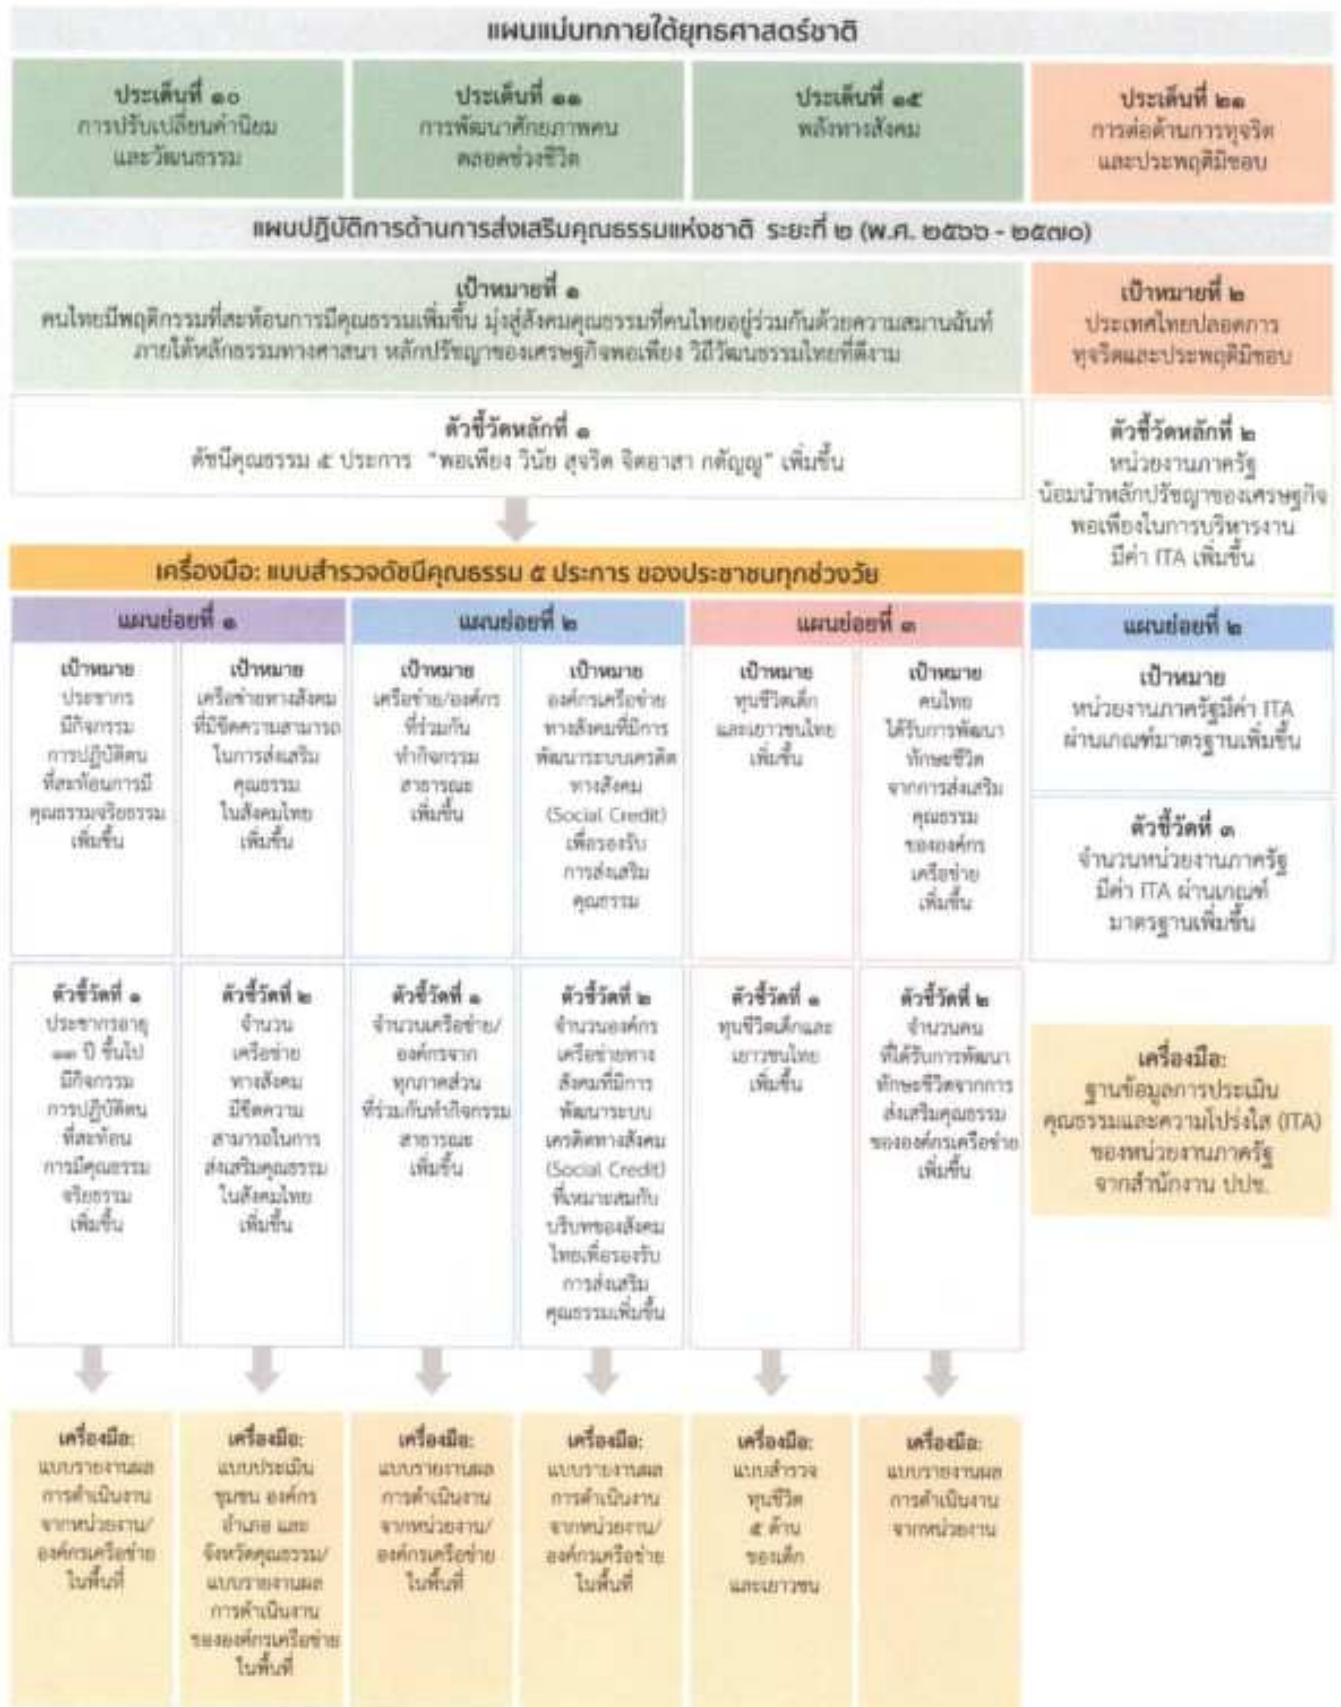 แผนแม่บทภายใต้ยุทธศาสตร์ชาติ
ประเด็นที่ ๑๐
การปรับเปลี่ยนค่านิยม
และวัฒนธรรม
ประเด็นที่ ๑๑
การพัฒนาศักยภาพคน
ตลอดช่วงชีวิต
ประเด็นที่ ๑๕
พลังทางสังคม
ประเด็นที่ ๒๑
การต่อต้านการทุจริต
และประพฤติมิชอบ
แผนปฏิบัติการด้านการส่งเสริมคุณธรรมแห่งชาติ ระยะที่ ๒ (พ.ศ. ๒๕๖๖ - ๒๕๗๐)
เป้าหมายที่ ๑
คนไทยมีพฤติกรรมที่สะท้อนการมีคุณธรรมเพิ่มขึ้น มุ่งสู่สังคมคุณธรรมที่คนไทยอยู่ร่วมกันด้วยความสมานฉันท์
ภายใต้หลักธรรมทางศาสนา หลักปรัชญาของเศรษฐกิจพอเพียง วิถีวัฒนธรรมไทยที่ดีงาม
เป้าหมายที่ ๒
ประเทศไทยปลอดการ
ทุจริตและประพฤติมิชอบ
ตัวชี้วัดหลักที่ ๑
ดัชนีคุณธรรม ๕ ประการ "พอเพียง วินัย สุจริต จิตอาสา กตัญญู" เพิ่มขึ้น
ตัวชี้วัดหลักที่ ๒
หน่วยงานภาครัฐ
น้อมนำหลักปรัชญาของเศรษฐกิจ
พอเพียงในการบริหารงาน
มีค่า ITA เพิ่มขึ้น
เครื่องมือ: แบบสำรวจดัชนีคุณธรรม ๕ ประการ ของประชาชนทุกช่วงวัย
แผนย่อยที่ ๑
แผนย่อยที่ ๒
แผนย่อยที่ ๓
แผนย่อยที่ ๒
เป้าหมาย
ประชากร
มีกิจกรรม
การปฏิบัติตน
ที่สะท้อนการมี
คุณธรรมจริยธรรม
เพิ่มขึ้น
เป้าหมาย
เครือข่ายทางสังคม
ที่มีขีดความสามารถ
ในการส่งเสริม
คุณธรรม
ในสังคมไทย
เพิ่มขึ้น
เป้าหมาย
เครือข่าย/องค์กร
ที่ร่วมกัน
ทำกิจกรรม
สาธารณะ
เพิ่มขึ้น
เป้าหมาย
องค์กรเครือข่าย
ทางสังคมที่มีการ
พัฒนาระบบเครดิต
ทางสังคม
(Social Credit)
เพื่อรองรับ
การส่งเสริม
คุณธรรม
เป้าหมาย
ทุนชีวิตเด็ก
และเยาวชนไทย
เพิ่มขึ้น
เป้าหมาย
คนไทย
ได้รับการพัฒนา
ทักษะชีวิต
จากการส่งเสริม
คุณธรรม
ขององค์กร
เครือข่าย
เพิ่มขึ้น
เป้าหมาย
หน่วยงานภาครัฐมีค่า ITA
ผ่านเกณฑ์มาตรฐานเพิ่มขึ้น
ตัวชี้วัดที่ ๓
จำนวนหน่วยงานภาครัฐ
มีค่า ITA ผ่านเกณฑ์
มาตรฐานเพิ่มขึ้น
ตัวชี้วัดที่ ๑
ประชากรอายุ
๑๓ ปี ขึ้นไป
มีกิจกรรม
การปฏิบัติตน
ที่สะท้อน
การมีคุณธรรม
จริยธรรม
เพิ่มขึ้น
ตัวชี้วัดที่ ๒
จำนวน
เครือข่าย
ทางสังคม
มีขีดความ
สามารถในการ
ส่งเสริมคุณธรรม
ในสังคมไทย
เพิ่มขึ้น
ตัวชี้วัดที่ ๑
จำนวนเครือข่าย/
องค์กรจาก
ทุกภาคส่วน
ที่ร่วมกันทำกิจกรรม
สาธารณะ
เพิ่มขึ้น
ตัวชี้วัดที่ ๒
จำนวนองค์กร
เครือข่ายทาง
สังคมที่มีการ
พัฒนาระบบ
เครดิตทางสังคม
(Social Credit)
ที่เหมาะสมกับ
บริบทของสังคม
ไทยเพื่อรองรับ
การส่งเสริม
คุณธรรมเพิ่มขึ้น
ตัวชี้วัดที่ ๑
ทุนชีวิตเด็กและ
เยาวชนไทย
เพิ่มขึ้น
ตัวชี้วัดที่ ๒
จำนวนคน
ที่ได้รับการพัฒนา
ทักษะชีวิตจากการ
ส่งเสริมคุณธรรม
ขององค์กรเครือข่าย
เพิ่มขึ้น
เครื่องมือ:
ฐานข้อมูลการประเมิน
คุณธรรมและความโปร่งใส (ITA)
ของหน่วยงานภาครัฐ
จากสำนักงาน ปปช.
เครื่องมือ:
แบบรายงานผล
การดำเนินงาน
จากหน่วยงาน/
องค์กรเครือข่าย
ในพื้นที่
เครื่องมือ:
แบบประเมิน
ชุมชน องค์กร
อำเภอ และ
จังหวัดคุณธรรม/
แบบรายงานผล
การดำเนินงาน
ขององค์กรเครือข่าย
ในพื้นที่
เครื่องมือ:
แบบรายงานผล
การดำเนินงาน
จากหน่วยงาน/
องค์กรเครือข่าย
ในพื้นที่
เครื่องมือ:
แบบรายงานผล
การดำเนินงาน
จากหน่วยงาน/
องค์กรเครือข่าย
ในพื้นที่
เครื่องมือ:
แบบสำรวจ
ทุนชีวิต
๕ ด้าน
ของเด็ก
และเยาวชน
เครื่องมือ:
แบบรายงานผล
การดำเนินงาน
จากหน่วยงาน